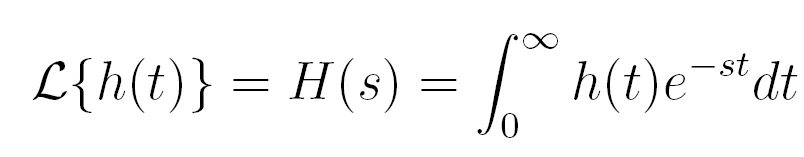 ℒ{h(t)} = H(s) = ∫₀^∞ h(t)e^{−st}dt